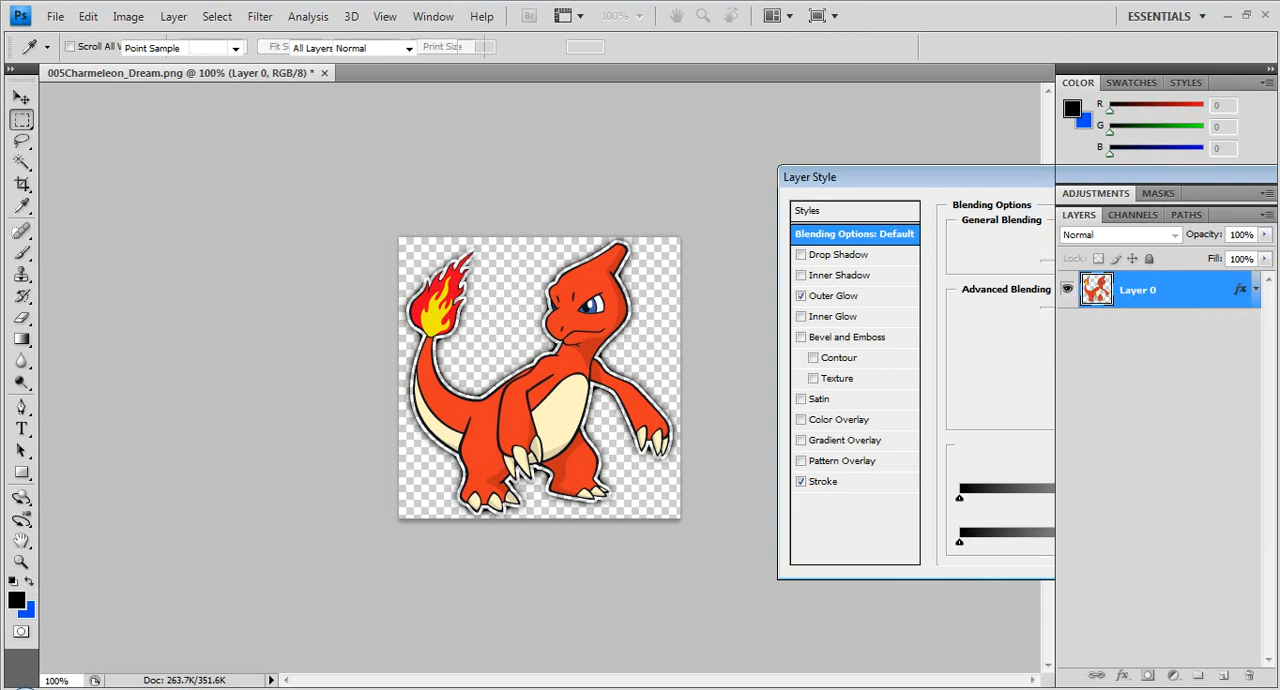 Ps File Edit Image Layer Select Filter Analysis 3D View Window Help Br 100% ESSENTIALS
Scroll All W Point Sample Fit S All Layers Normal Print Size
005Charmeleon_Dream.png @ 100% (Layer 0, RGB/8) *
COLOR SWATCHES STYLES
R 0
G 0
B 0
Layer Style
Styles
Blending Options: Default
Drop Shadow
Inner Shadow
Outer Glow
Inner Glow
Bevel and Emboss
Contour
Texture
Satin
Color Overlay
Gradient Overlay
Pattern Overlay
Stroke
Blending Options
General Blending
Advanced Blending
ADJUSTMENTS MASKS
LAYERS CHANNELS PATHS
Normal Opacity: 100%
Lock: Fill: 100%
Layer 0 fx
T
100% Doc: 263.7K/351.6K
fx